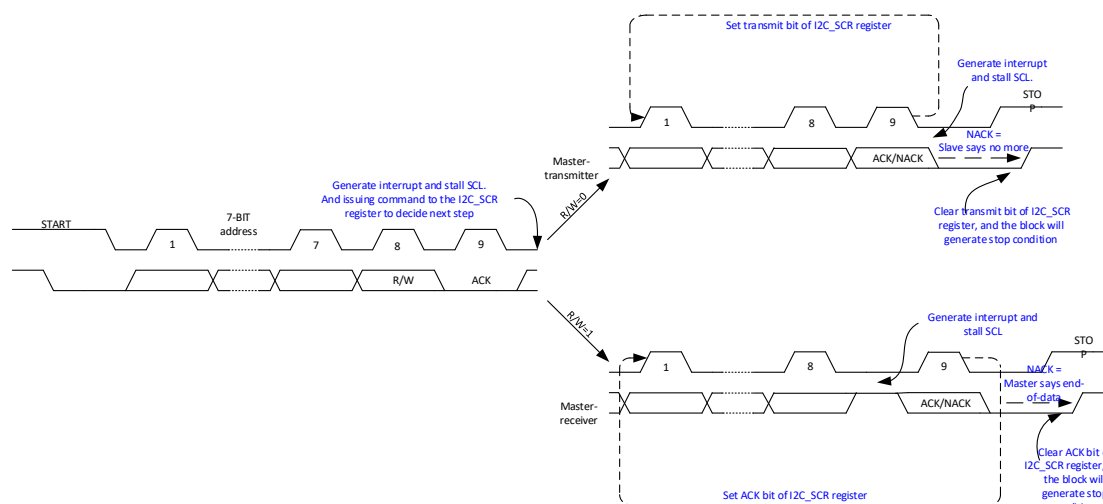 Set transmit bit of I2C_SCR register
Generate interrupt
and stall SCL.
STO
P
1
8
9
NACK =
Slave says no more
Master-
transmitter
ACK/NACK
R/W=0
Generate interrupt and stall SCL.
And issuing command to the I2C_SCR
register to decide next step
Clear transmit bit of I2C_SCR
register, and the block will
generate stop condition
START
7-BIT
address
1
7
8
9
R/W
ACK
R/W=1
Generate interrupt and
stall SCL
STO
P
1
8
9
NACK =
Master says end-
of-data
Master-
receiver
ACK/NACK
Clear ACK bit
I2C_SCR register,
the block will
generate stop
Set ACK bit of I2C_SCR register